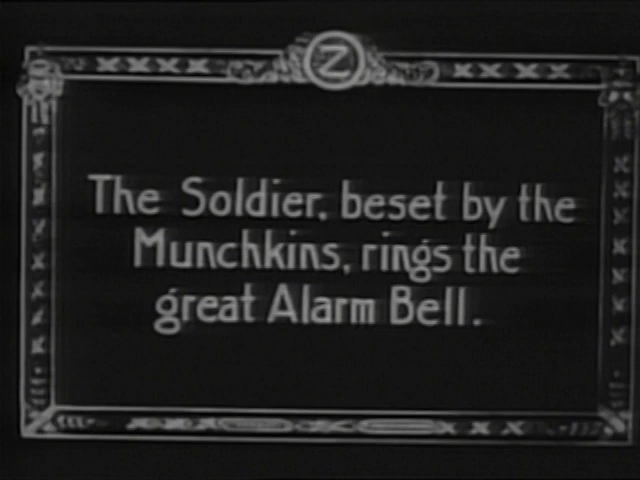 Z
The Soldier, beset by the
Munchkins, rings the
great Alarm Bell.